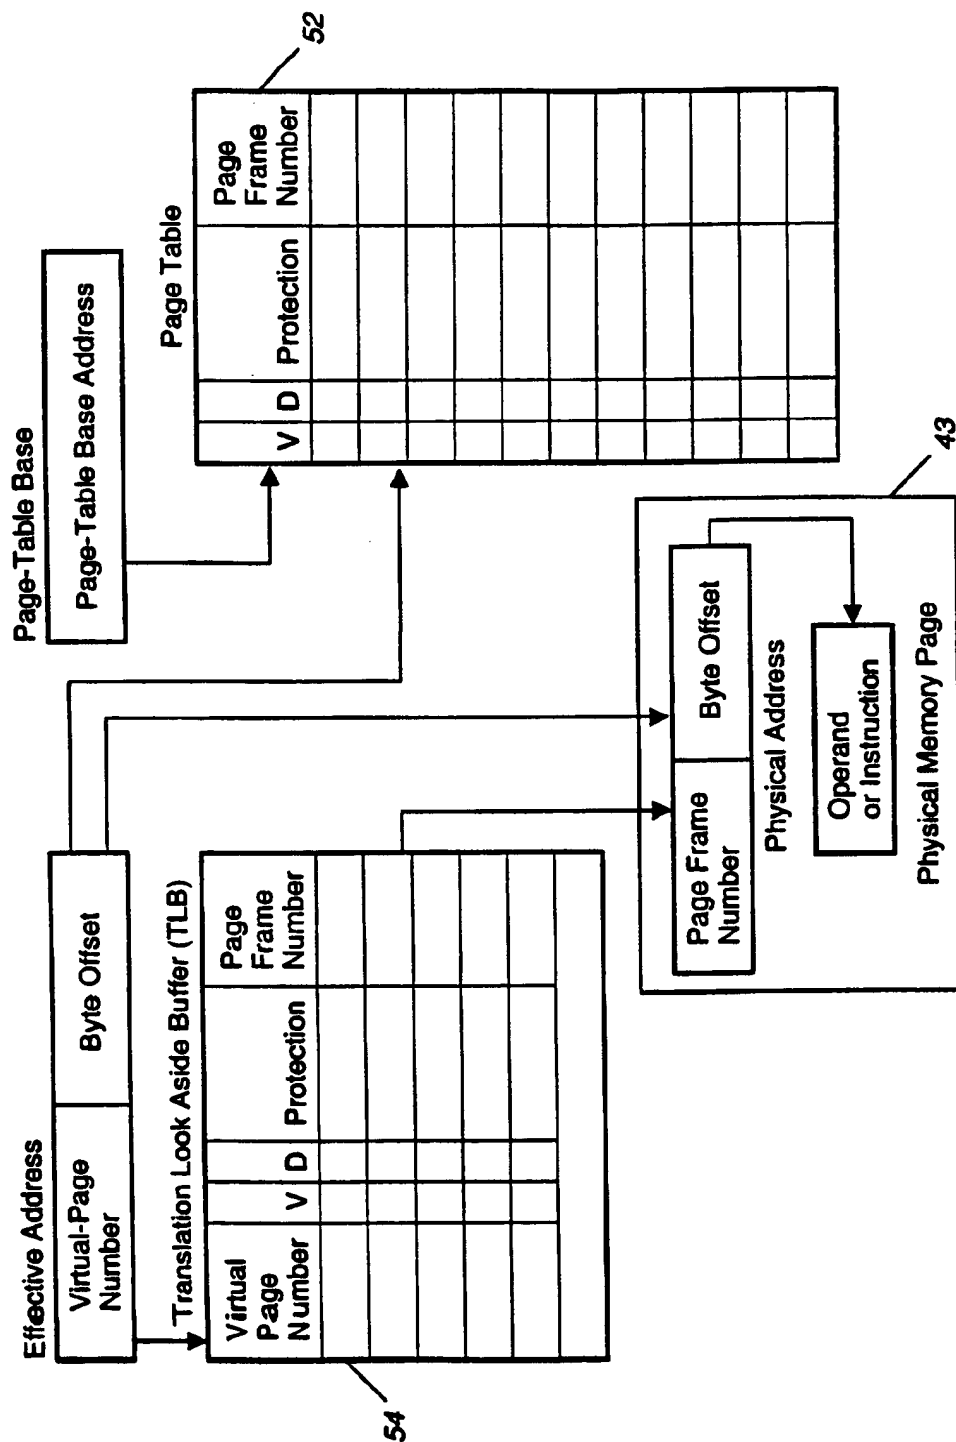 Effective Address
Virtual-Page
Number
Byte Offset
Page-Table Base
Page-Table Base Address
Translation Look Aside Buffer (TLB)
Virtual
Page
Number
V
D
Protection
Page
Frame
Number
54
Page Table
V
D
Protection
Page
Frame
Number
52
Page Frame
Number
Byte Offset
Physical Address
Operand
or Instruction
Physical Memory Page
43